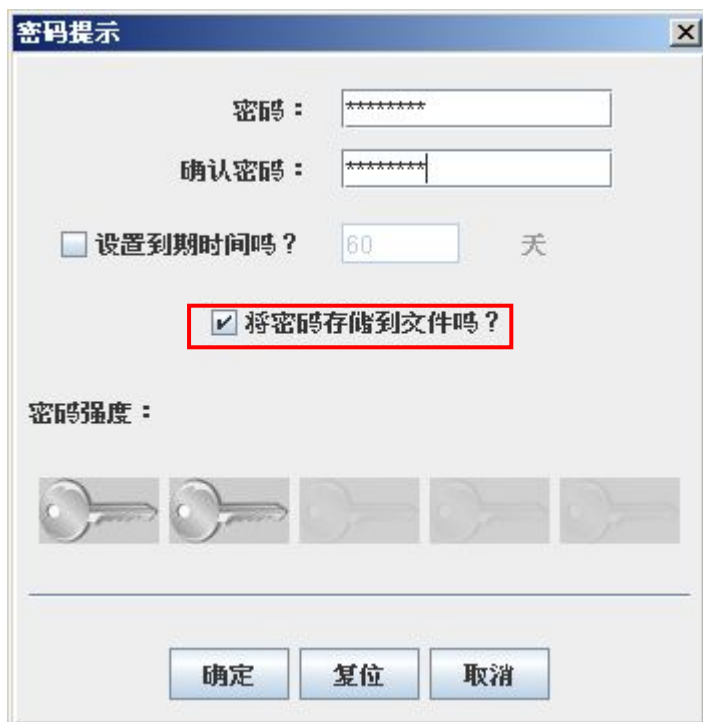 密码提示
密码： ********
确认密码： ********
设置到期时间吗？ 60 天
将密码存储到文件吗？
密码强度：
确定 复位 取消